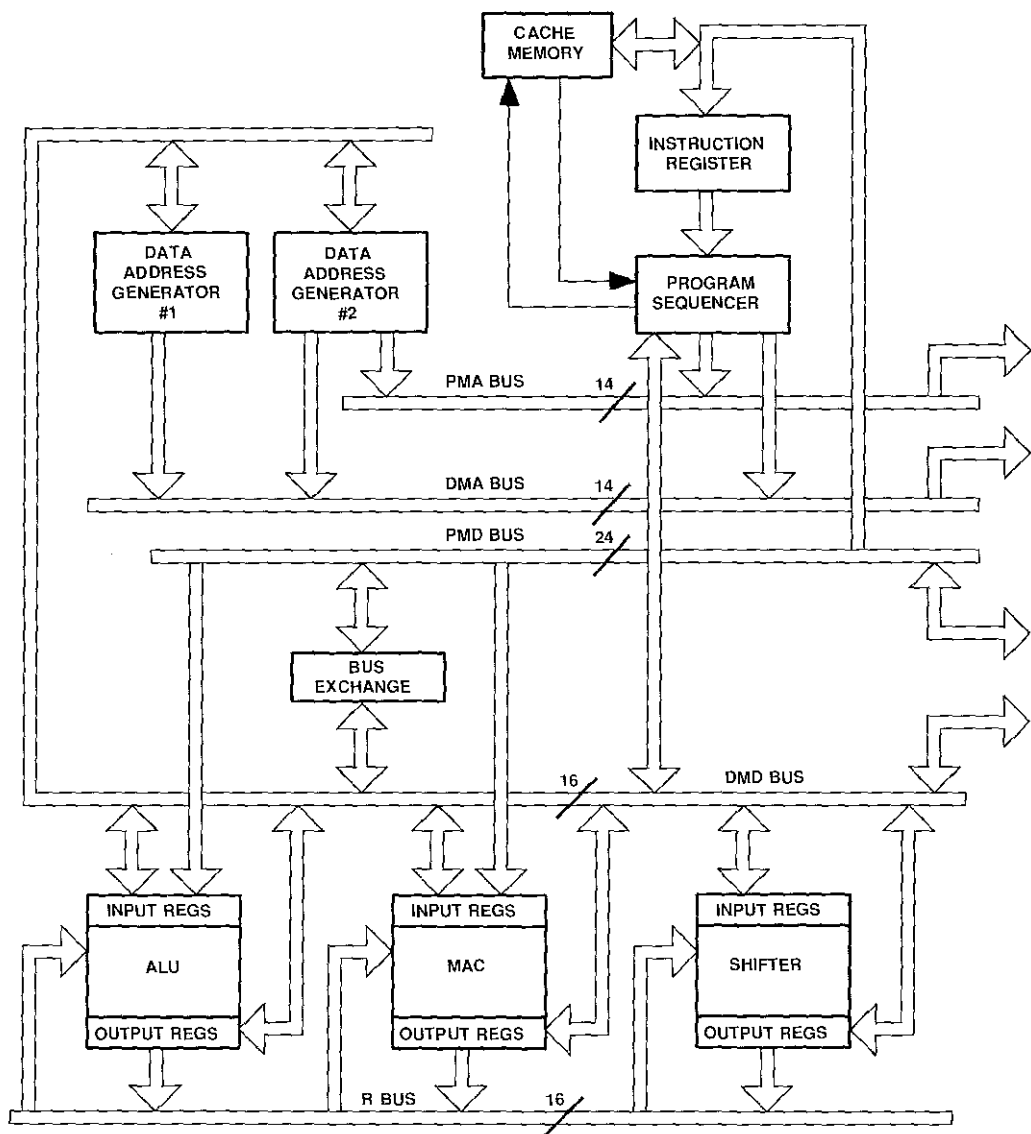 CACHE
MEMORY
INSTRUCTION
REGISTER
DATA
ADDRESS
GENERATOR
#1
DATA
ADDRESS
GENERATOR
#2
PROGRAM
SEQUENCER
PMA BUS
14
DMA BUS
14
PMD BUS
24
BUS
EXCHANGE
16
DMD BUS
INPUT REGS
ALU
OUTPUT REGS
INPUT REGS
MAC
OUTPUT REGS
INPUT REGS
SHIFTER
OUTPUT REGS
R BUS
16